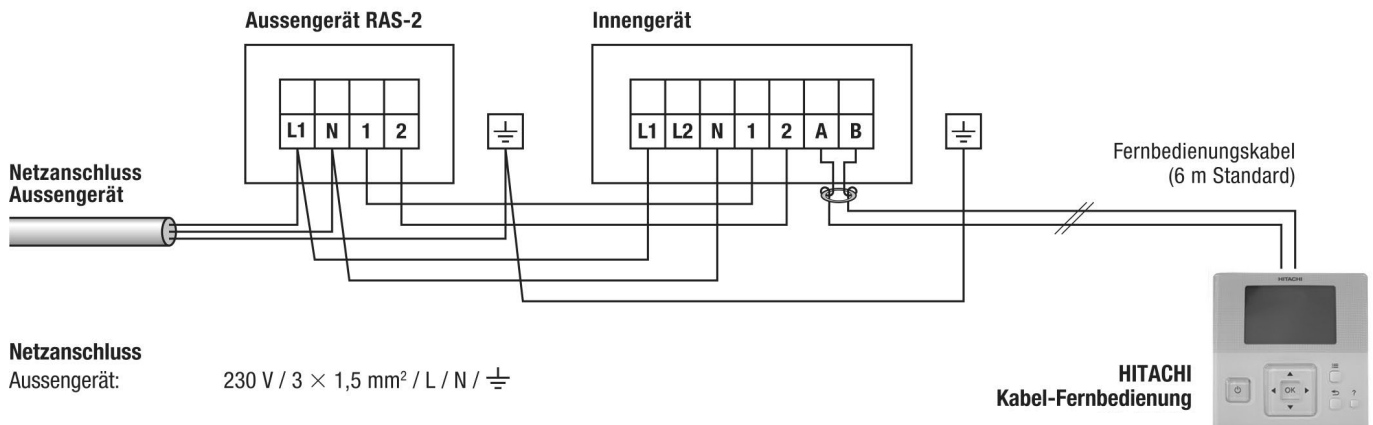 Aussengerät RAS-2
Innengerät
L1 N 1 2
L1 L2 N 1 2 A B
Netzanschluss
Aussengerät
Fernbedienungskabel
(6 m Standard)
Netzanschluss
Aussengerät: 230 V / 3 × 1,5 mm² / L / N / ⏚
HITACHI
Kabel-Fernbedienung
HITACHI
OK
?